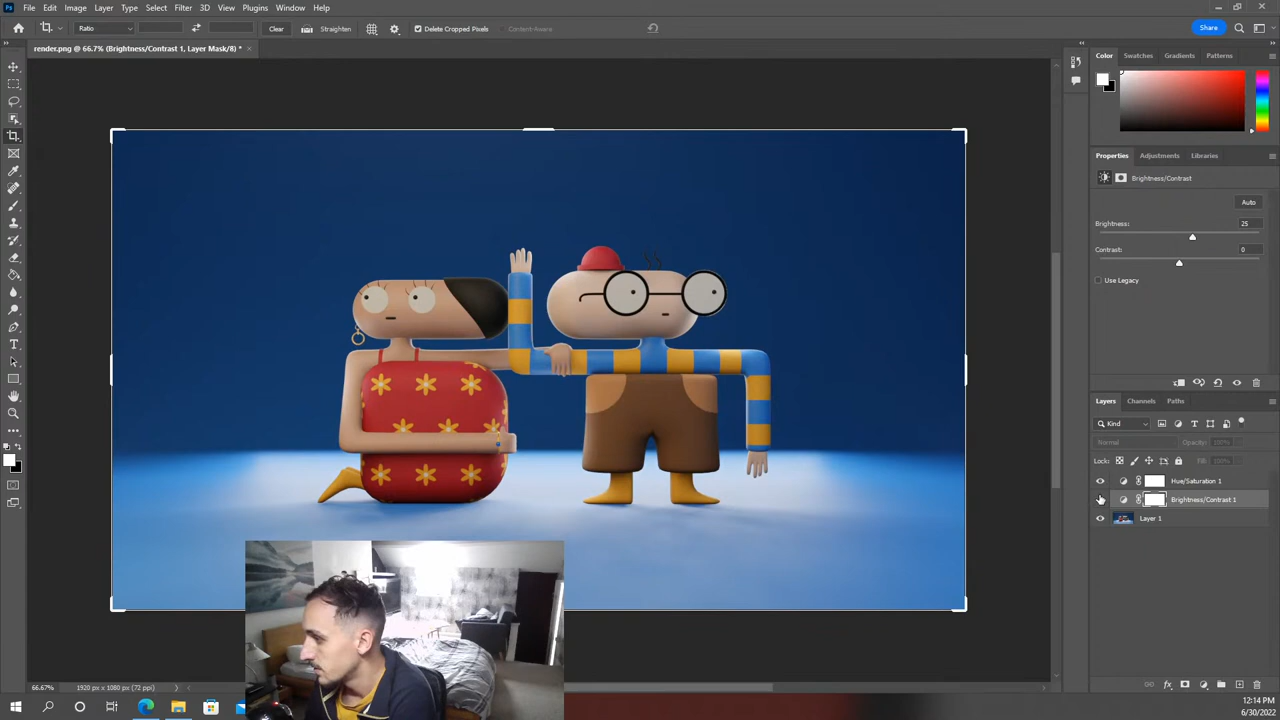 Ps File Edit Image Layer Type Select Filter 3D View Plugins Window Help
Ratio Clear Straighten Delete Cropped Pixels Content-Aware Share
render.png @ 66.7% (Brightness/Contrast 1, Layer Mask/8) *
Color Swatches Gradients Patterns
Properties Adjustments Libraries
Brightness/Contrast
Auto
Brightness: 25
Contrast: 0
Use Legacy
Layers Channels Paths
Kind
Normal Opacity: 100%
Lock: Fill: 100%
Hue/Saturation 1
Brightness/Contrast 1
Layer 1
66.67% 1920 px x 1080 px (72 ppi)
12:14 PM
6/30/2022